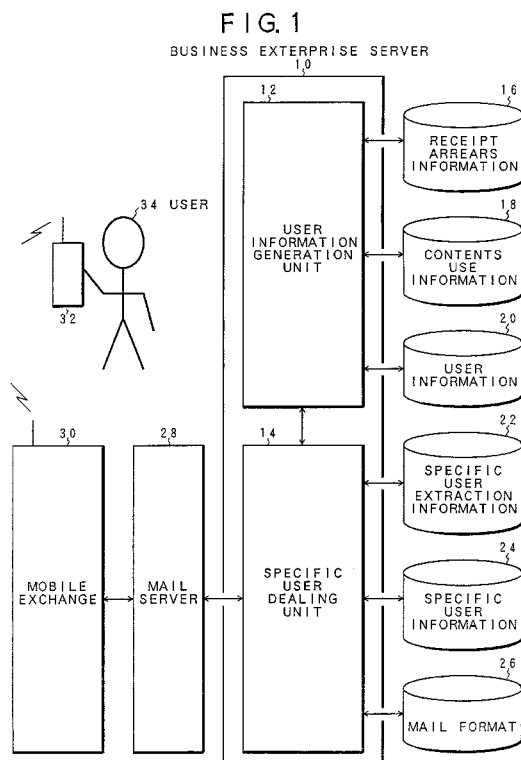 FIG. 1
BUSINESS ENTERPRISE SERVER
10
12
16
RECEIPT
ARREARS
INFORMATION
34 USER
18
USER
INFORMATION
GENERATION
UNIT
CONTENTS
USE
INFORMATION
32
20
USER
INFORMATION
30
28
14
22
SPECIFIC
USER
EXTRACTION
INFORMATION
24
MOBILE
EXCHANGE
MAIL
SERVER
SPECIFIC
USER
DEALING
UNIT
SPECIFIC
USER
INFORMATION
26
MAIL FORMAT